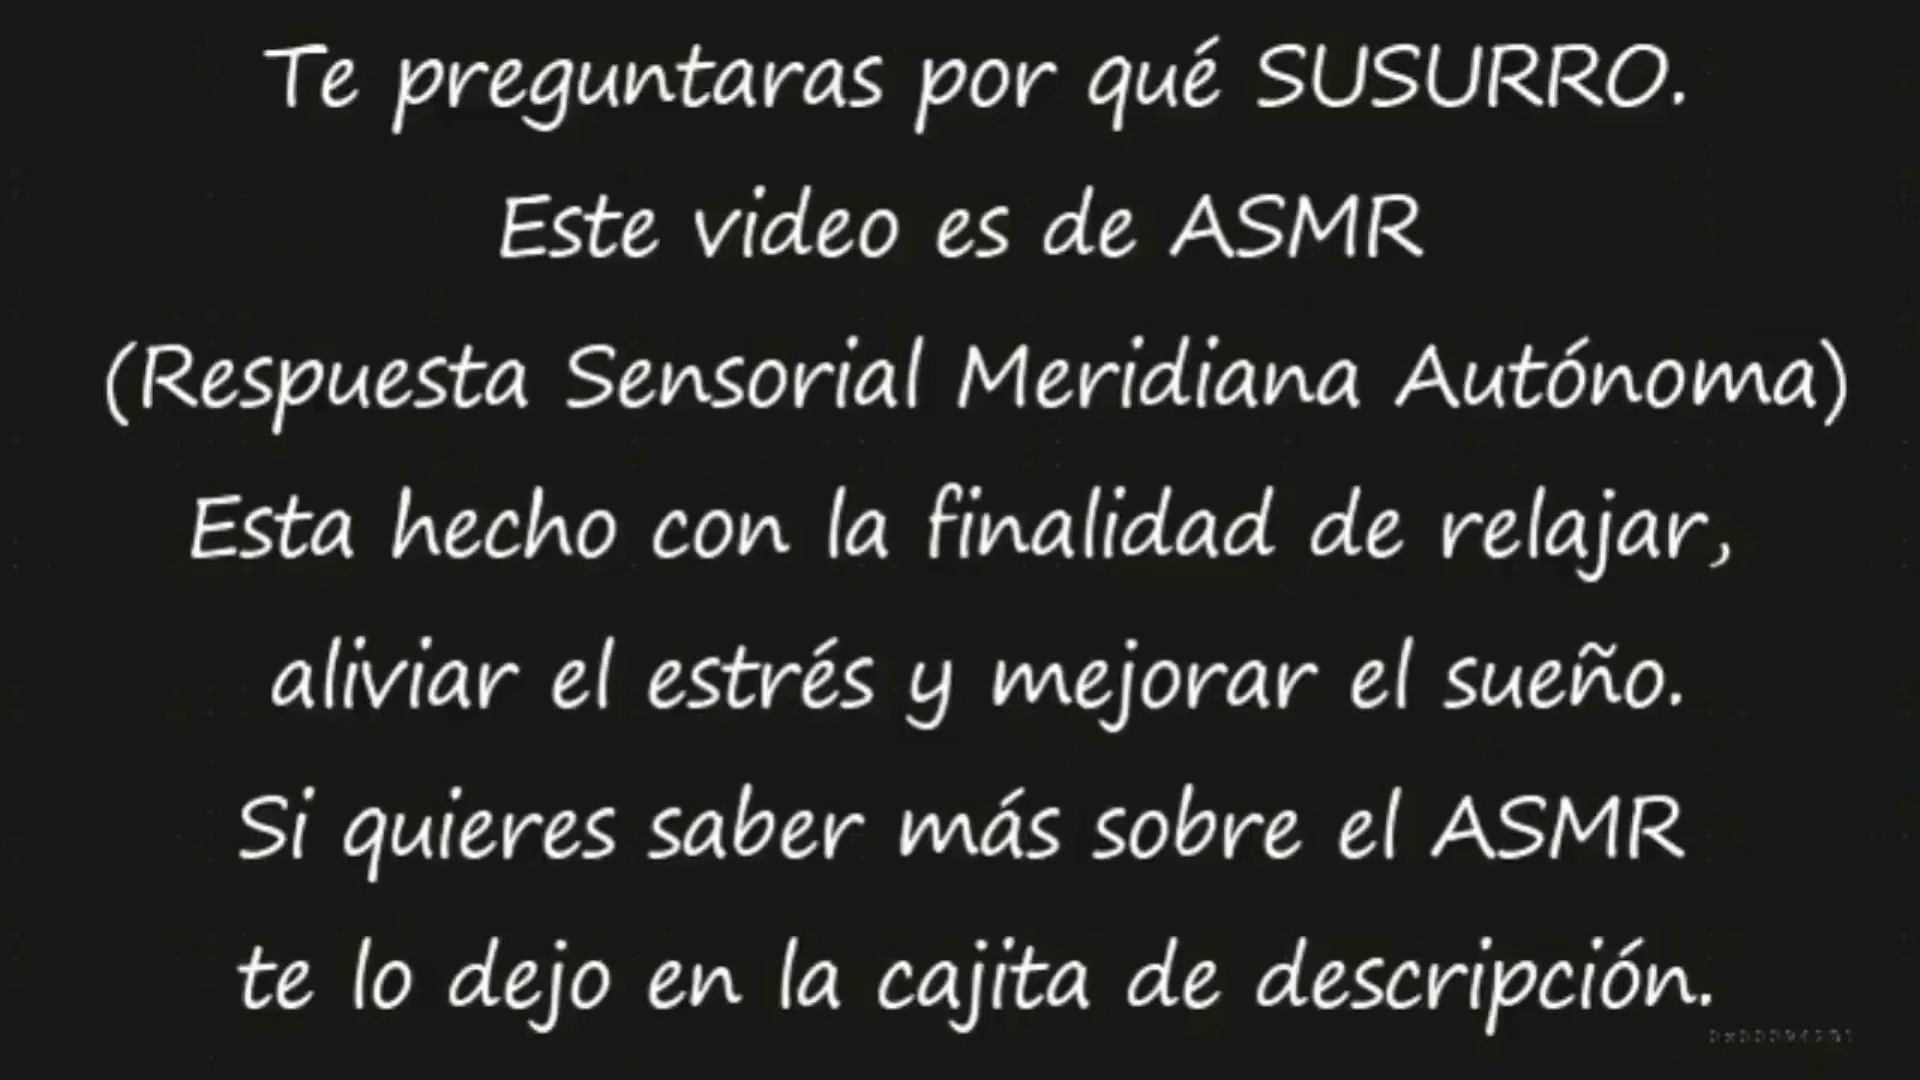 Te preguntaras por qué SUSURRO.
Este video es de ASMR
(Respuesta Sensorial Meridiana Autónoma)
Esta hecho con la finalidad de relajar,
aliviar el estrés y mejorar el sueño.
Si quieres saber más sobre el ASMR
te lo dejo en la cajita de descripción.